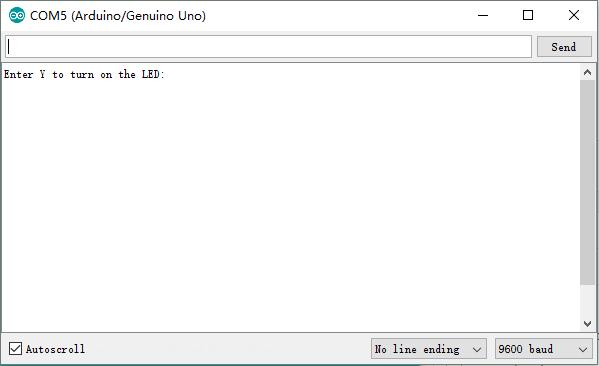 COM5 (Arduino/Genuino Uno)
Send
Enter Y to turn on the LED:
Autoscroll
No line ending
9600 baud